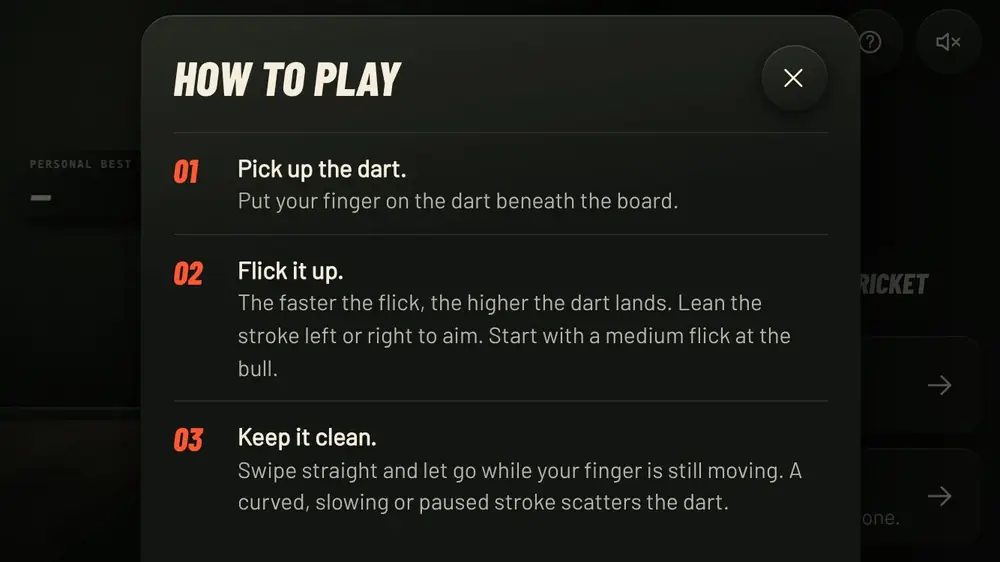 HOW TO PLAY
PERSONAL BEST
01
Pick up the dart.
Put your finger on the dart beneath the board.
02
Flick it up.
The faster the flick, the higher the dart lands. Lean the
stroke left or right to aim. Start with a medium flick at the
bull.
RICKET
03
Keep it clean.
Swipe straight and let go while your finger is still moving. A
curved, slowing or paused stroke scatters the dart.
one.